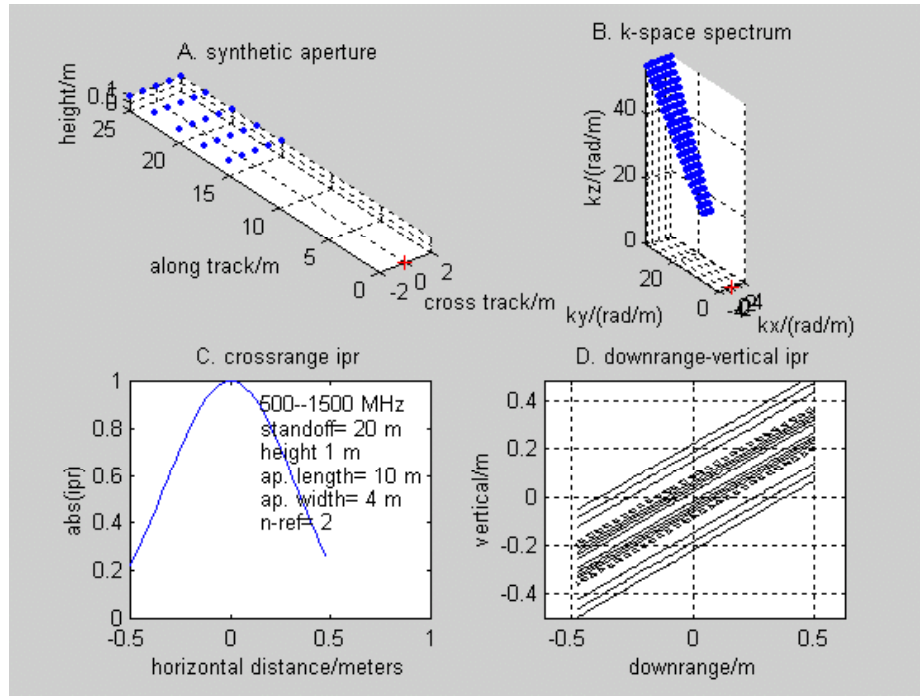 A. synthetic aperture
height/m
0.1
0
25
20
15
10
5
0
-2
0
2
along track/m
cross track/m
B. k-space spectrum
kz/(rad/m)
40
20
0
20
0
ky/(rad/m)
kx/(rad/m)
C. crossrange ipr
abs(ipr)
1
0.8
0.6
0.4
0.2
0
-0.5
0
0.5
1
horizontal distance/meters
500--1500 MHz
standoff= 20 m
height 1 m
ap. length= 10 m
ap. width= 4 m
n-ref= 2
D. downrange-vertical ipr
vertical/m
0.4
0.2
0
-0.2
-0.4
-0.5
0
0.5
downrange/m